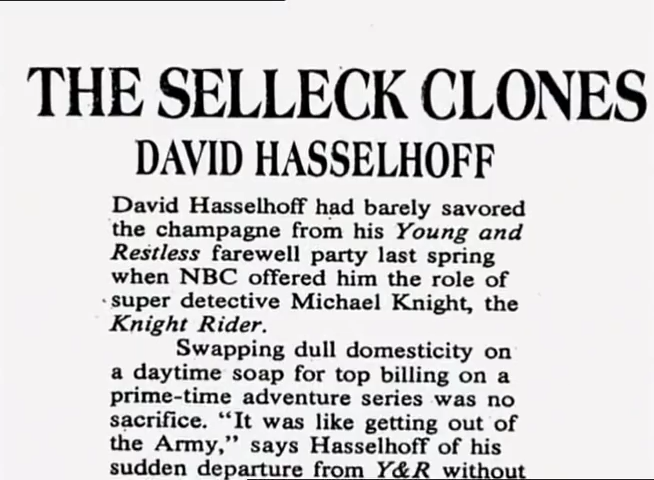 THE SELLECK CLONES
DAVID HASSELHOFF
David Hasselhoff had barely savored
the champagne from his Young and
Restless farewell party last spring
when NBC offered him the role of
super detective Michael Knight, the
Knight Rider.
Swapping dull domesticity on
a daytime soap for top billing on a
prime-time adventure series was no
sacrifice. “It was like getting out of
the Army,” says Hasselhoff of his
sudden departure from Y&R without